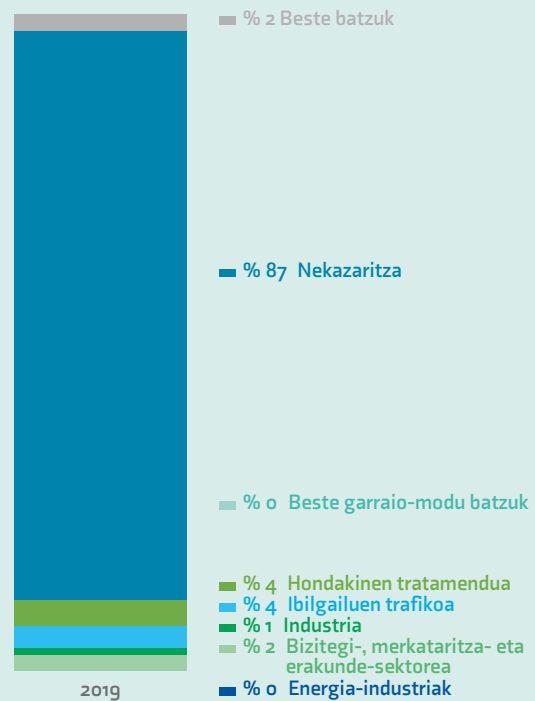 % 2 Beste batzuk
% 87 Nekazaritza
% 0 Beste garraio-modu batzuk
% 4 Hondakinen tratamendua
% 4 Ibilgailuen trafikoa
% 1 Industria
% 2 Bizitegi-, merkataritza- eta
erakunde-sektorea
% 0 Energia-industriak
2019